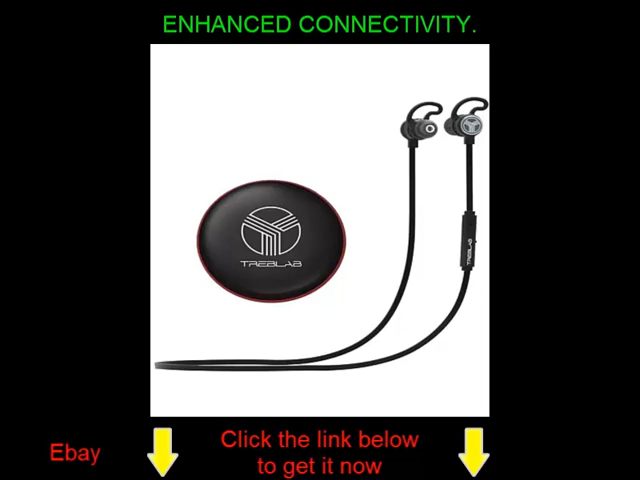 ENHANCED CONNECTIVITY.
TREBLAB
TREBLAB
Ebay
Click the link below
to get it now